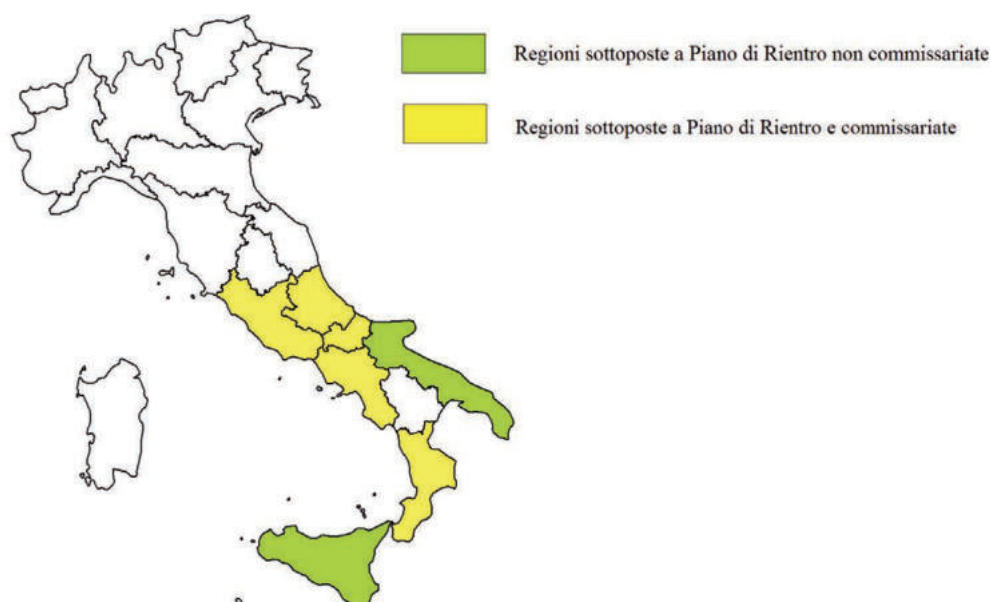 Regioni sottoposte a Piano di Rientro non commissariate
Regioni sottoposte a Piano di Rientro e commissariate